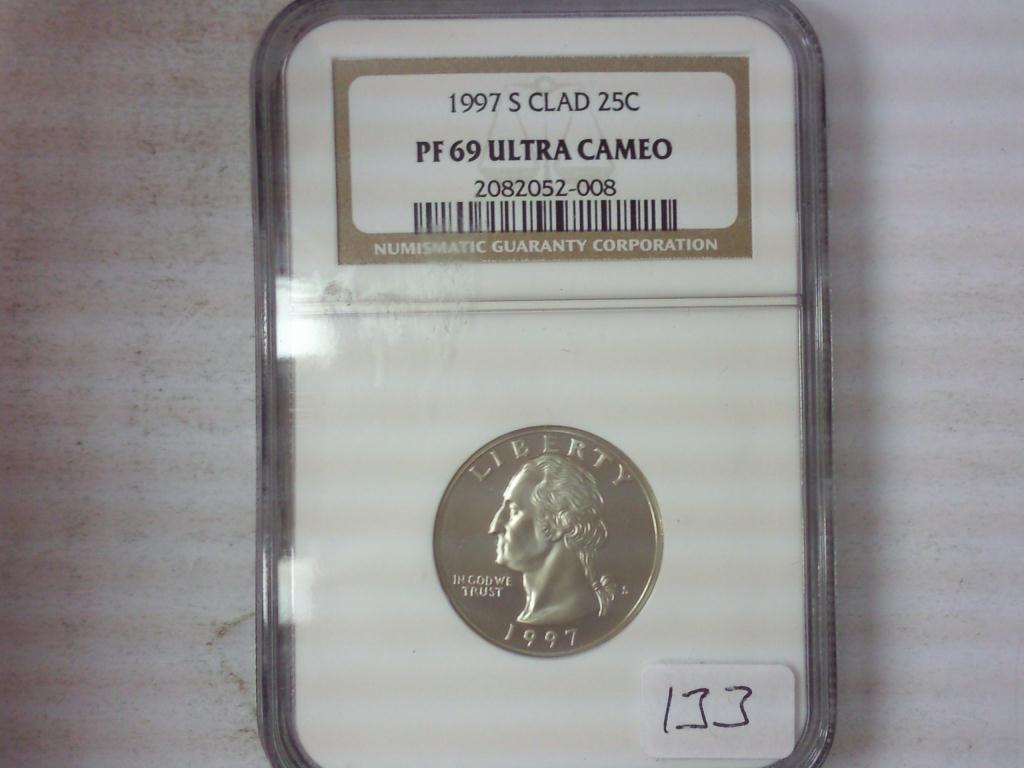 1997 S CLAD 25C
PF 69 ULTRA CAMEO
2082052-008
NUMISMATIC GUARANTY CORPORATION
LIBERTY
IN GOD WE
TRUST
S
1997
133